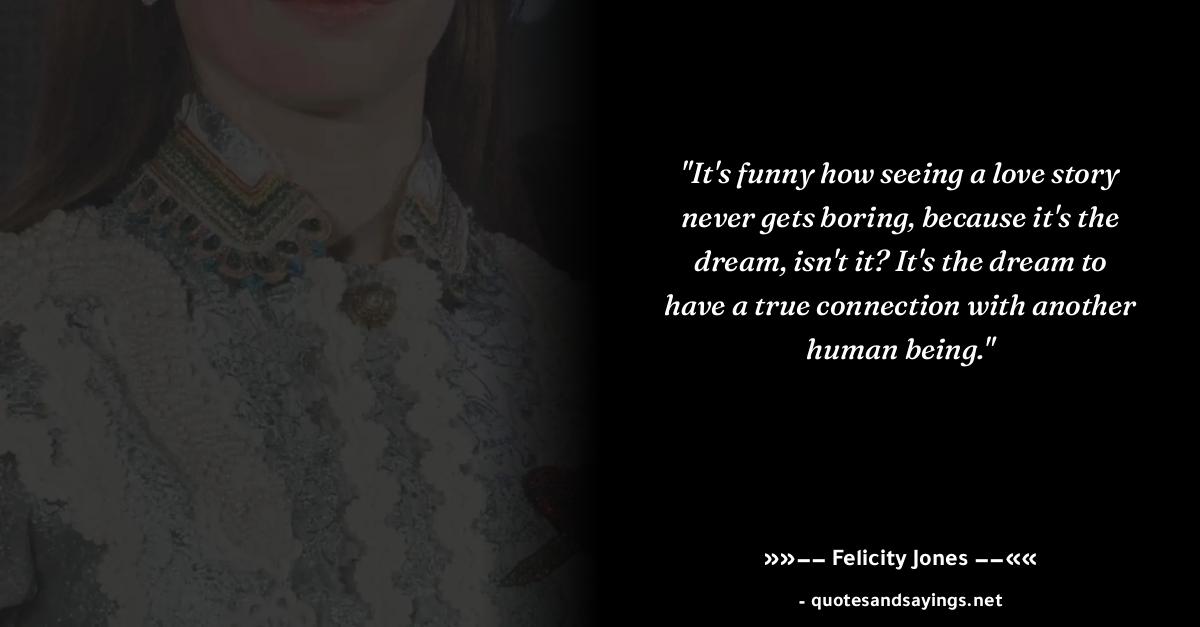 "It's funny how seeing a love story
never gets boring, because it's the
dream, isn't it? It's the dream to
have a true connection with another
human being."
»»−− Felicity Jones −−««
- quotesandsayings.net